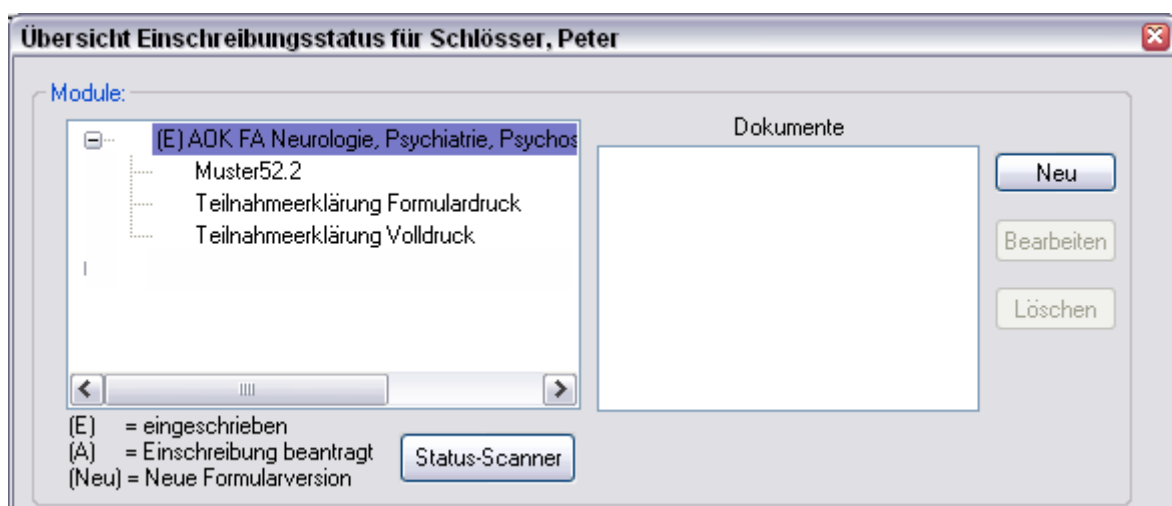 Übersicht Einschreibungsstatus für Schlösser, Peter
Module:
(E) AOK FA Neurologie, Psychiatrie, Psychos
Muster52.2
Teilnahmeerklärung Formulardruck
Teilnahmeerklärung Volldruck
Dokumente
Neu
Bearbeiten
Löschen
(E) = eingeschrieben
(A) = Einschreibung beantragt
(Neu) = Neue Formularversion
Status-Scanner